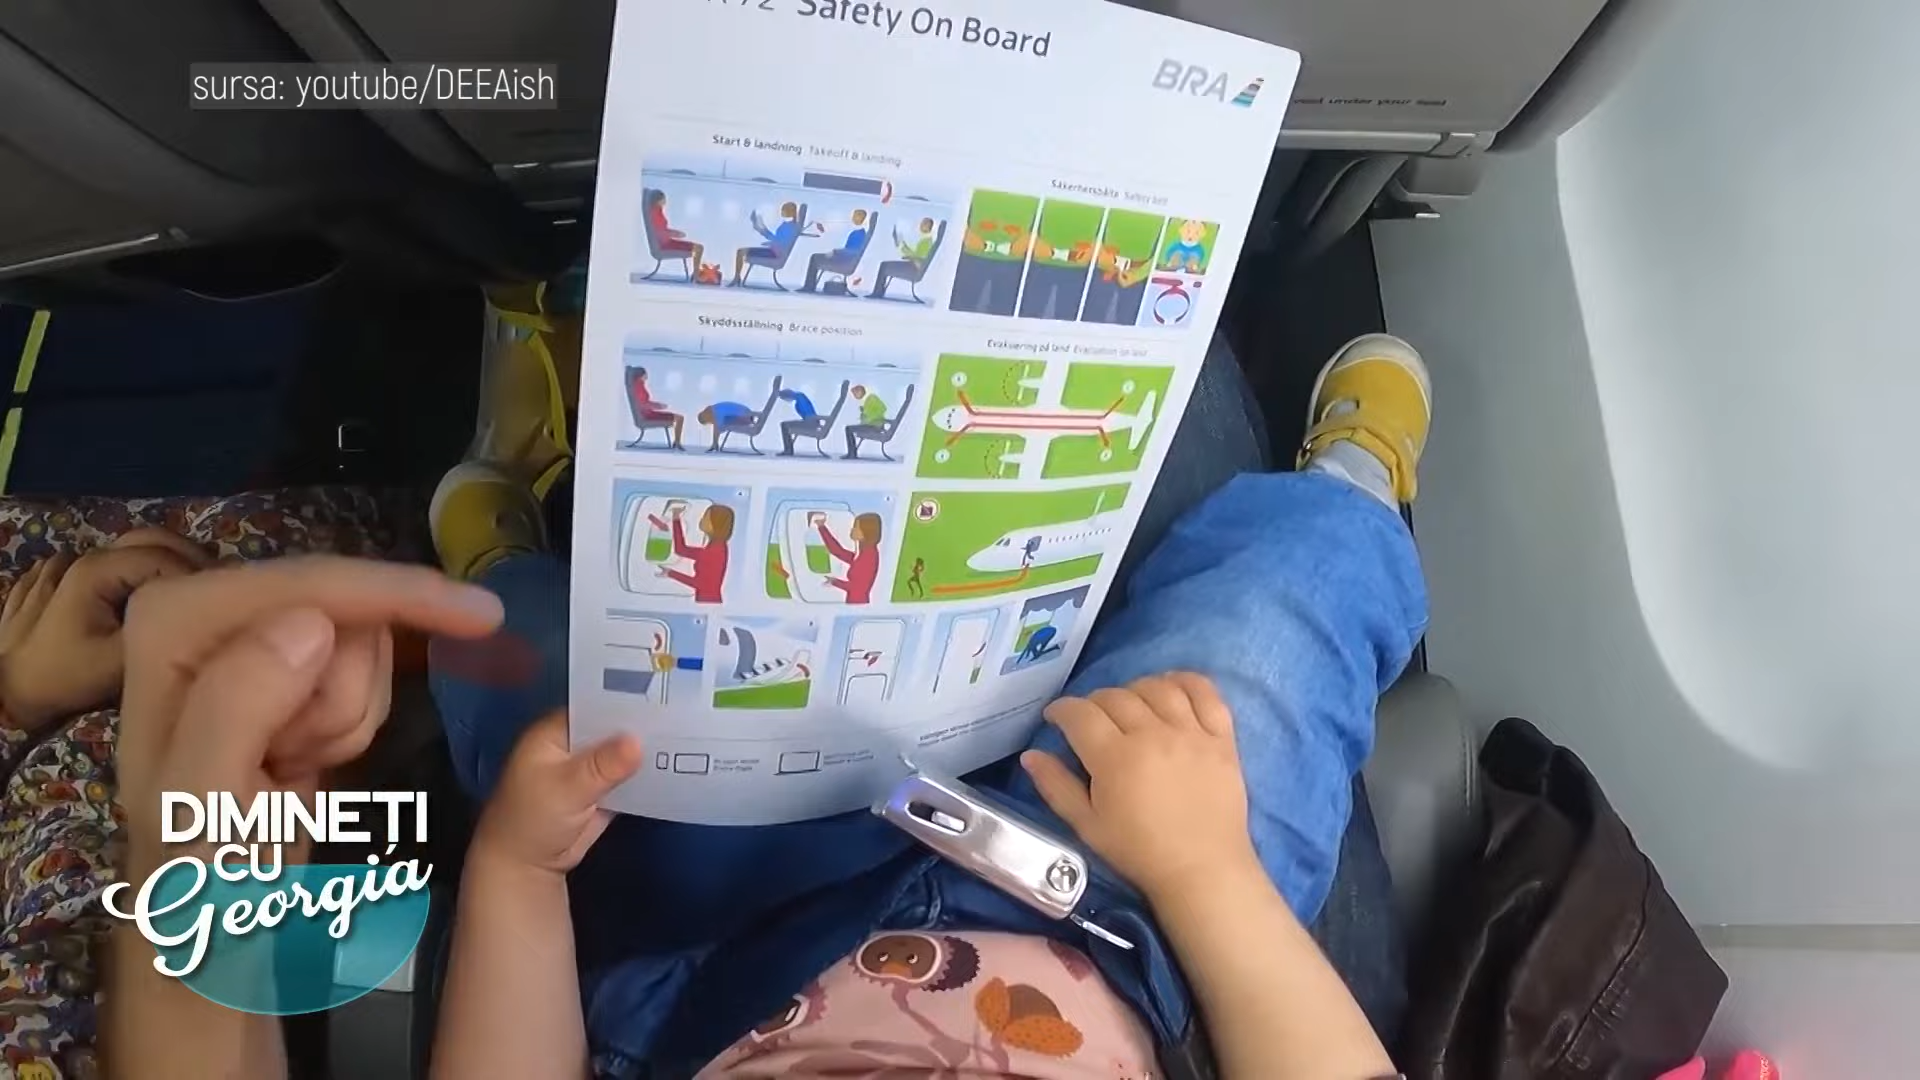 Safety On Board
sursa: youtube/DEEAish
BRA
Start & landning Takeoff & landing
Säkerhetsbälte Safety belt
Skyddsställning Brace position
Evakuering på land Evacuation on land
DIMINETI
CU
Georgia